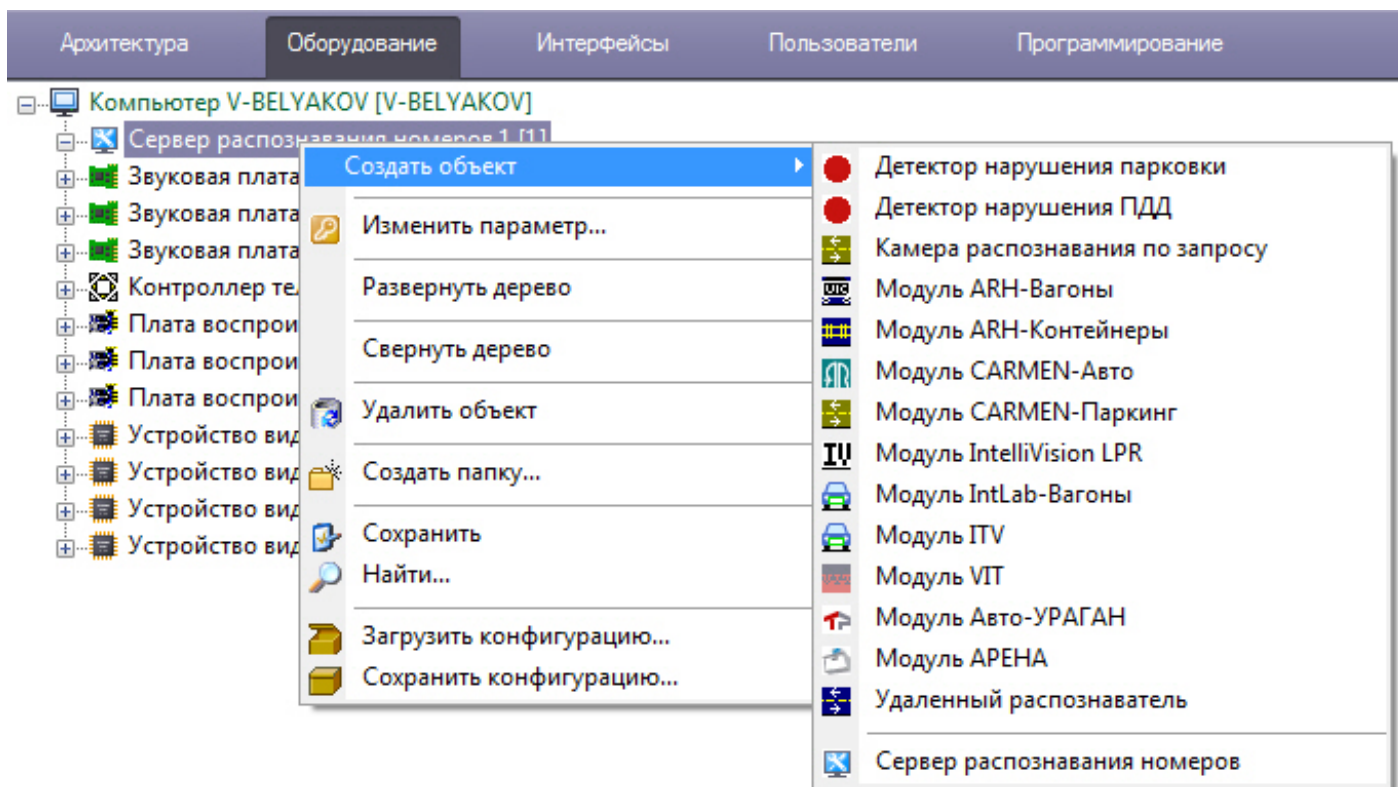 Архитектура Оборудование Интерфейсы Пользователи Программирование
Компьютер V-BELYAKOV [V-BELYAKOV]
Сервер распознавания номеров 1 [1]
Звуковая плата
Звуковая плата
Звуковая плата
Контроллер тел
Плата воспрои
Плата воспрои
Плата воспрои
Устройство вид
Устройство вид
Устройство вид
Устройство вид
Создать объект
Изменить параметр...
Развернуть дерево
Свернуть дерево
Удалить объект
Создать папку...
Сохранить
Найти...
Загрузить конфигурацию...
Сохранить конфигурацию...
Детектор нарушения парковки
Детектор нарушения ПДД
Камера распознавания по запросу
Модуль ARH-Вагоны
Модуль ARH-Контейнеры
Модуль CARMEN-Авто
Модуль CARMEN-Паркинг
Модуль IntelliVision LPR
Модуль IntLab-Вагоны
Модуль ITV
Модуль VIT
Модуль Авто-УРАГАН
Модуль АРЕНА
Удаленный распознаватель
Сервер распознавания номеров